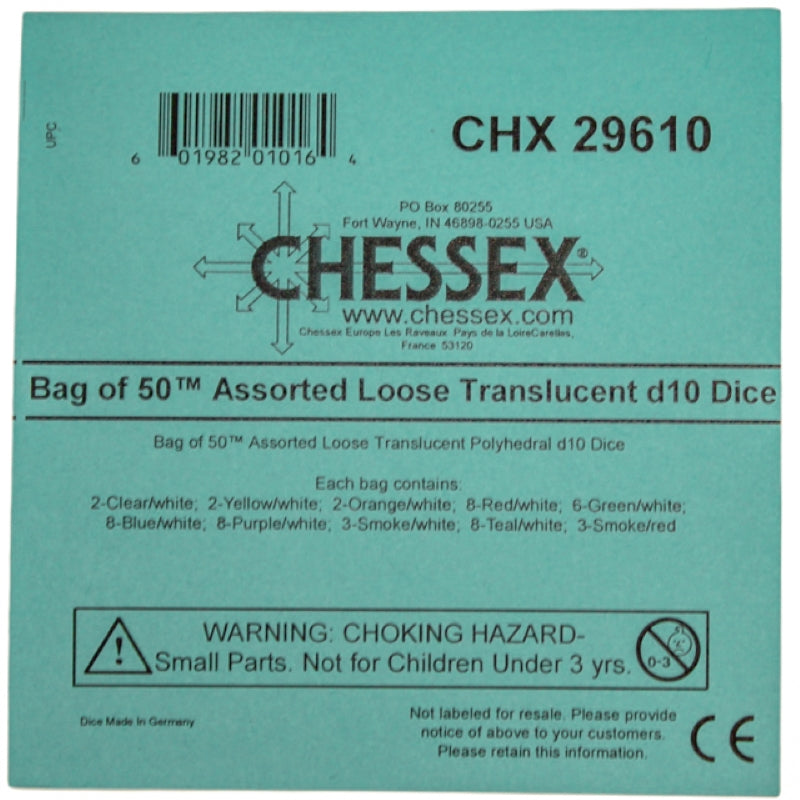 UPC
6 01982 01016 4
CHX 29610
PO Box 80255
Fort Wayne, IN 46898-0255 USA
CHESSEX®
www.chessex.com
Chessex Europe Les Raveaux Pays de la LoireCarelles,
France 53120
Bag of 50™ Assorted Loose Translucent d10 Dice
Bag of 50™ Assorted Loose Translucent Polyhedral d10 Dice
Each bag contains:
2-Clear/white; 2-Yellow/white; 2-Orange/white; 8-Red/white; 6-Green/white;
8-Blue/white; 8-Purple/white; 3-Smoke/white; 8-Teal/white; 3-Smoke/red
WARNING: CHOKING HAZARD-
Small Parts. Not for Children Under 3 yrs.
0-3
Dice Made In Germany
Not labeled for resale. Please provide
notice of above to your customers.
Please retain this information.
CE